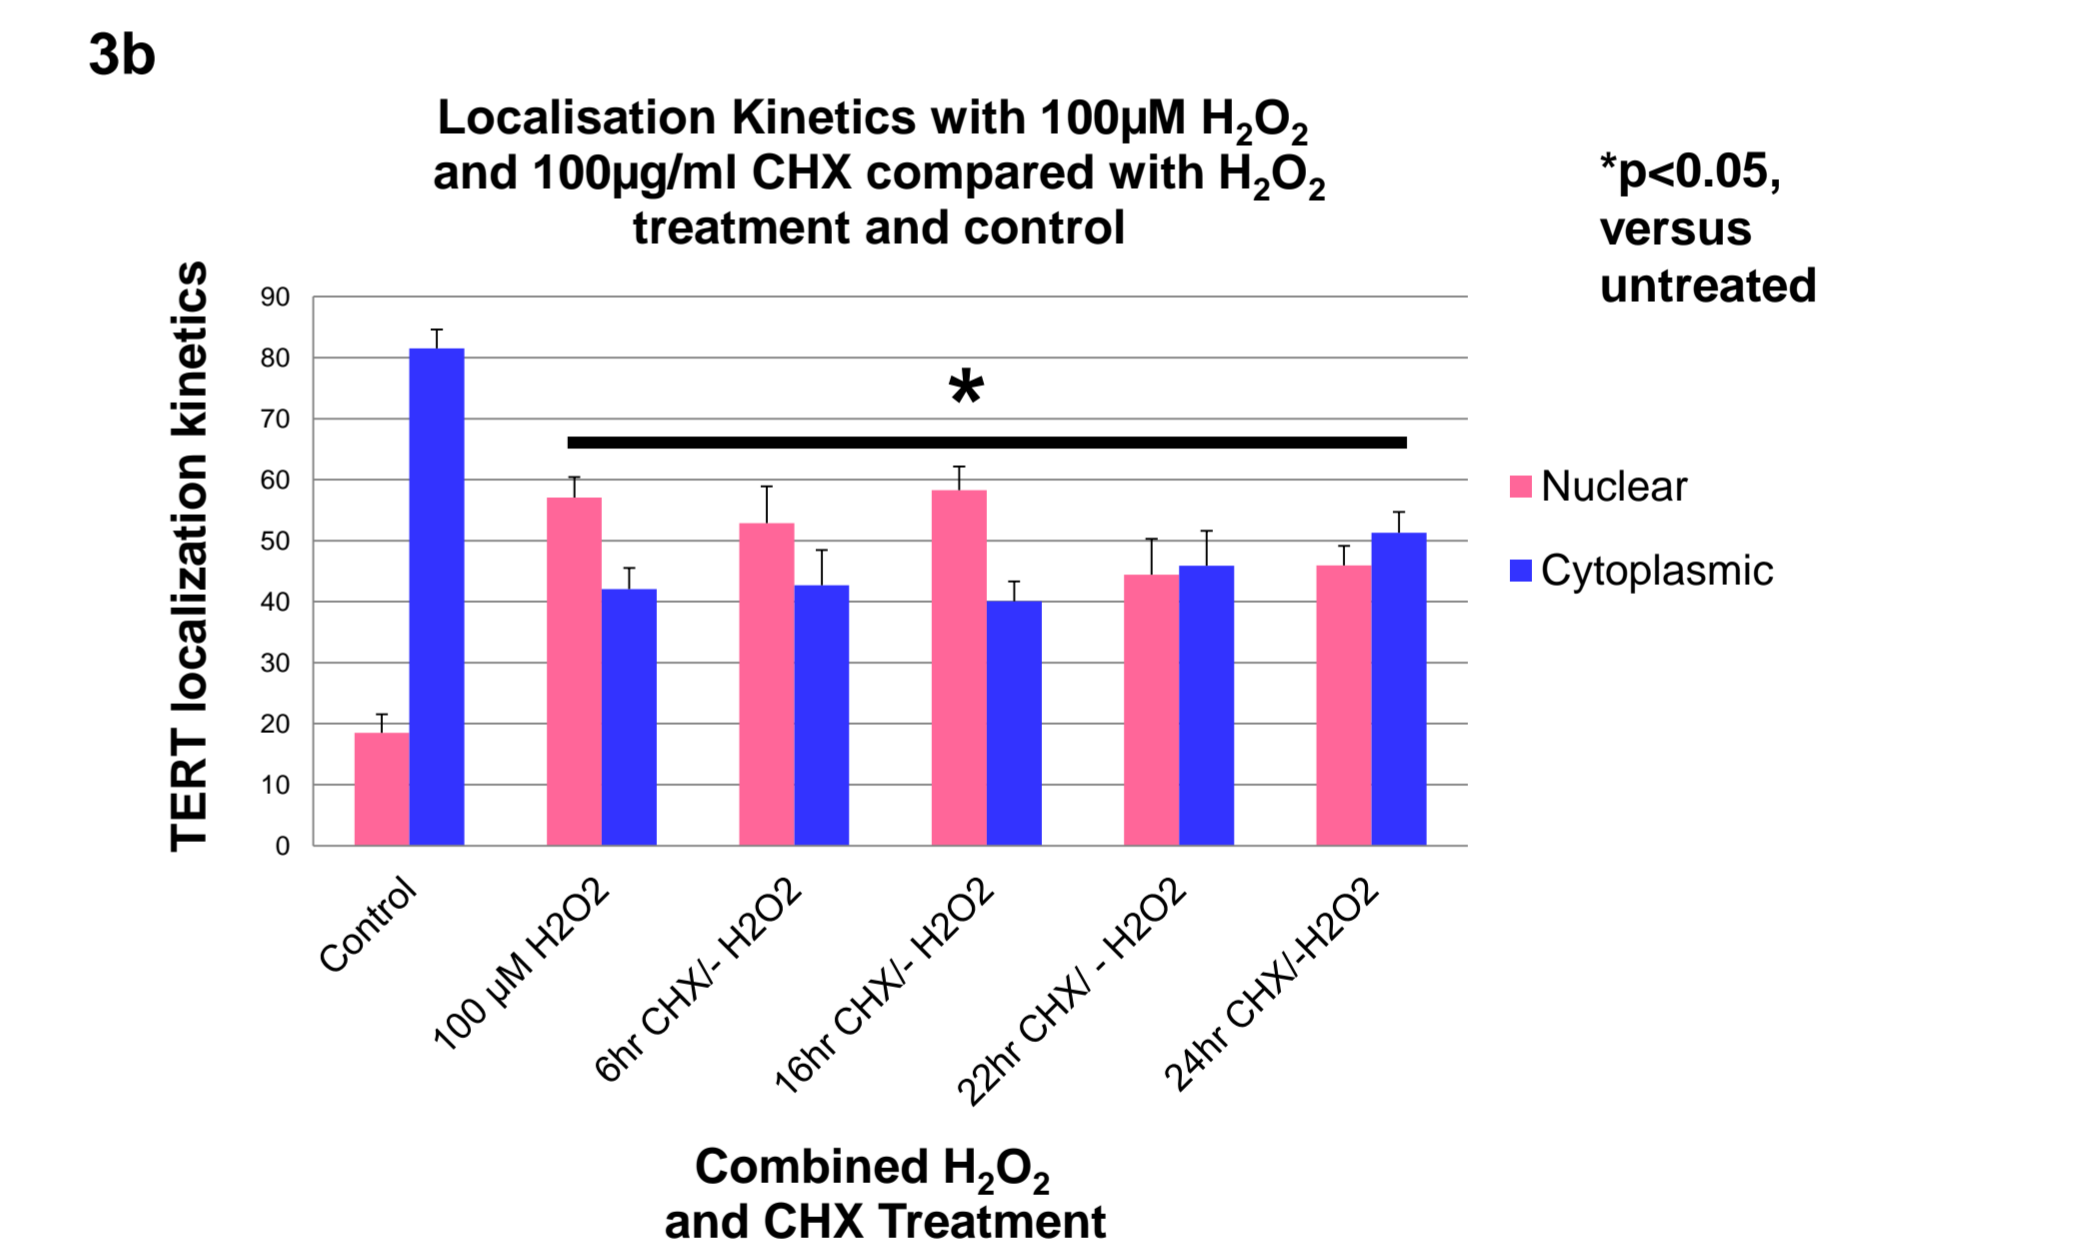 3b
Localisation Kinetics with 100µM H₂O₂
and 100µg/ml CHX compared with H₂O₂
treatment and control
*p<0.05,
versus
untreated
TERT localization kinetics
90
80
70
60
50
40
30
20
10
0
*
Nuclear
Cytoplasmic
Control
100 µM H2O2
6hr CHX/- H2O2
16hr CHX/- H2O2
22hr CHX/ - H2O2
24hr CHX/-H2O2
Combined H₂O₂
and CHX Treatment